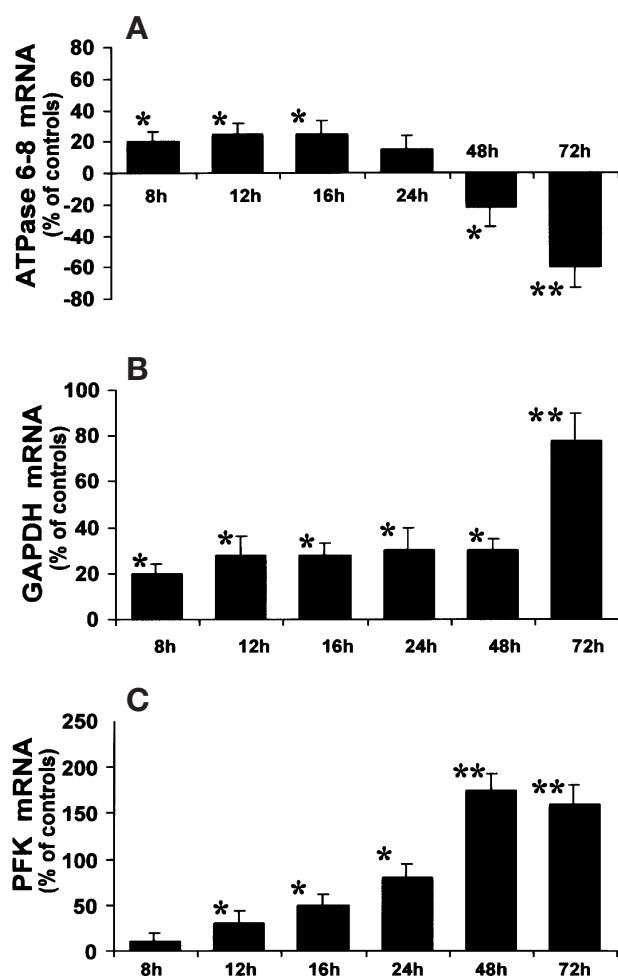 A
ATPase 6-8 mRNA
(% of controls)
80
60
40
20
0
-20
-40
-60
-80
* * *
48h 72h
8h 12h 16h 24h
*
**
B
GAPDH mRNA
(% of controls)
100
80
60
40
20
0
**
* * * * *
8h 12h 16h 24h 48h 72h
C
PFK mRNA
(% of controls)
250
200
150
100
50
0
** **
*
*
*
8h 12h 16h 24h 48h 72h